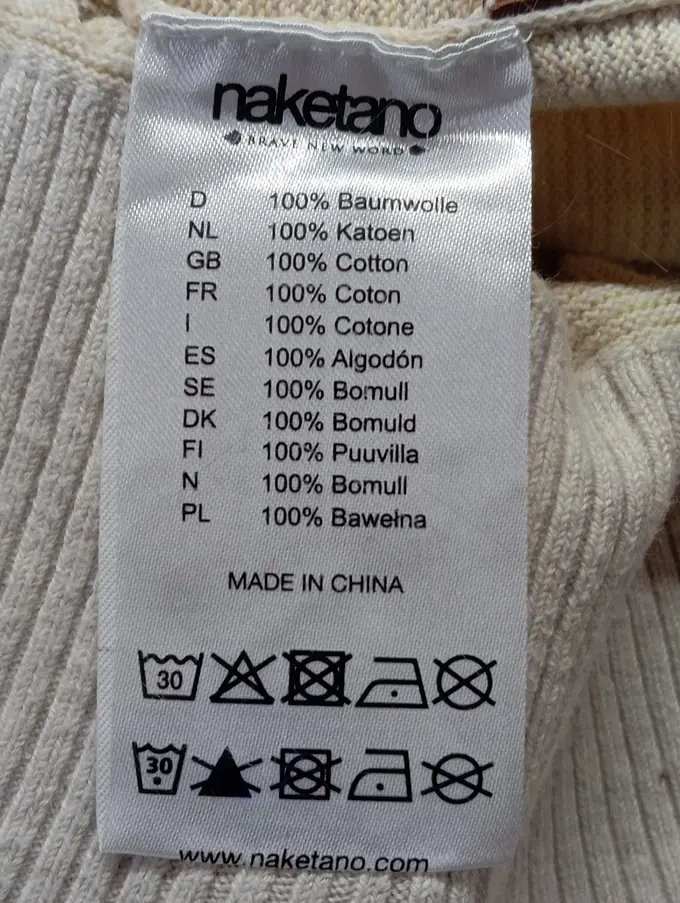 naketano
BRAVE NEW WORD
D 100% Baumwolle
NL 100% Katoen
GB 100% Cotton
FR 100% Coton
I 100% Cotone
ES 100% Algodón
SE 100% Bomull
DK 100% Bomuld
FI 100% Puuvilla
N 100% Bomull
PL 100% Bawełna
MADE IN CHINA
30
30
www.naketano.com